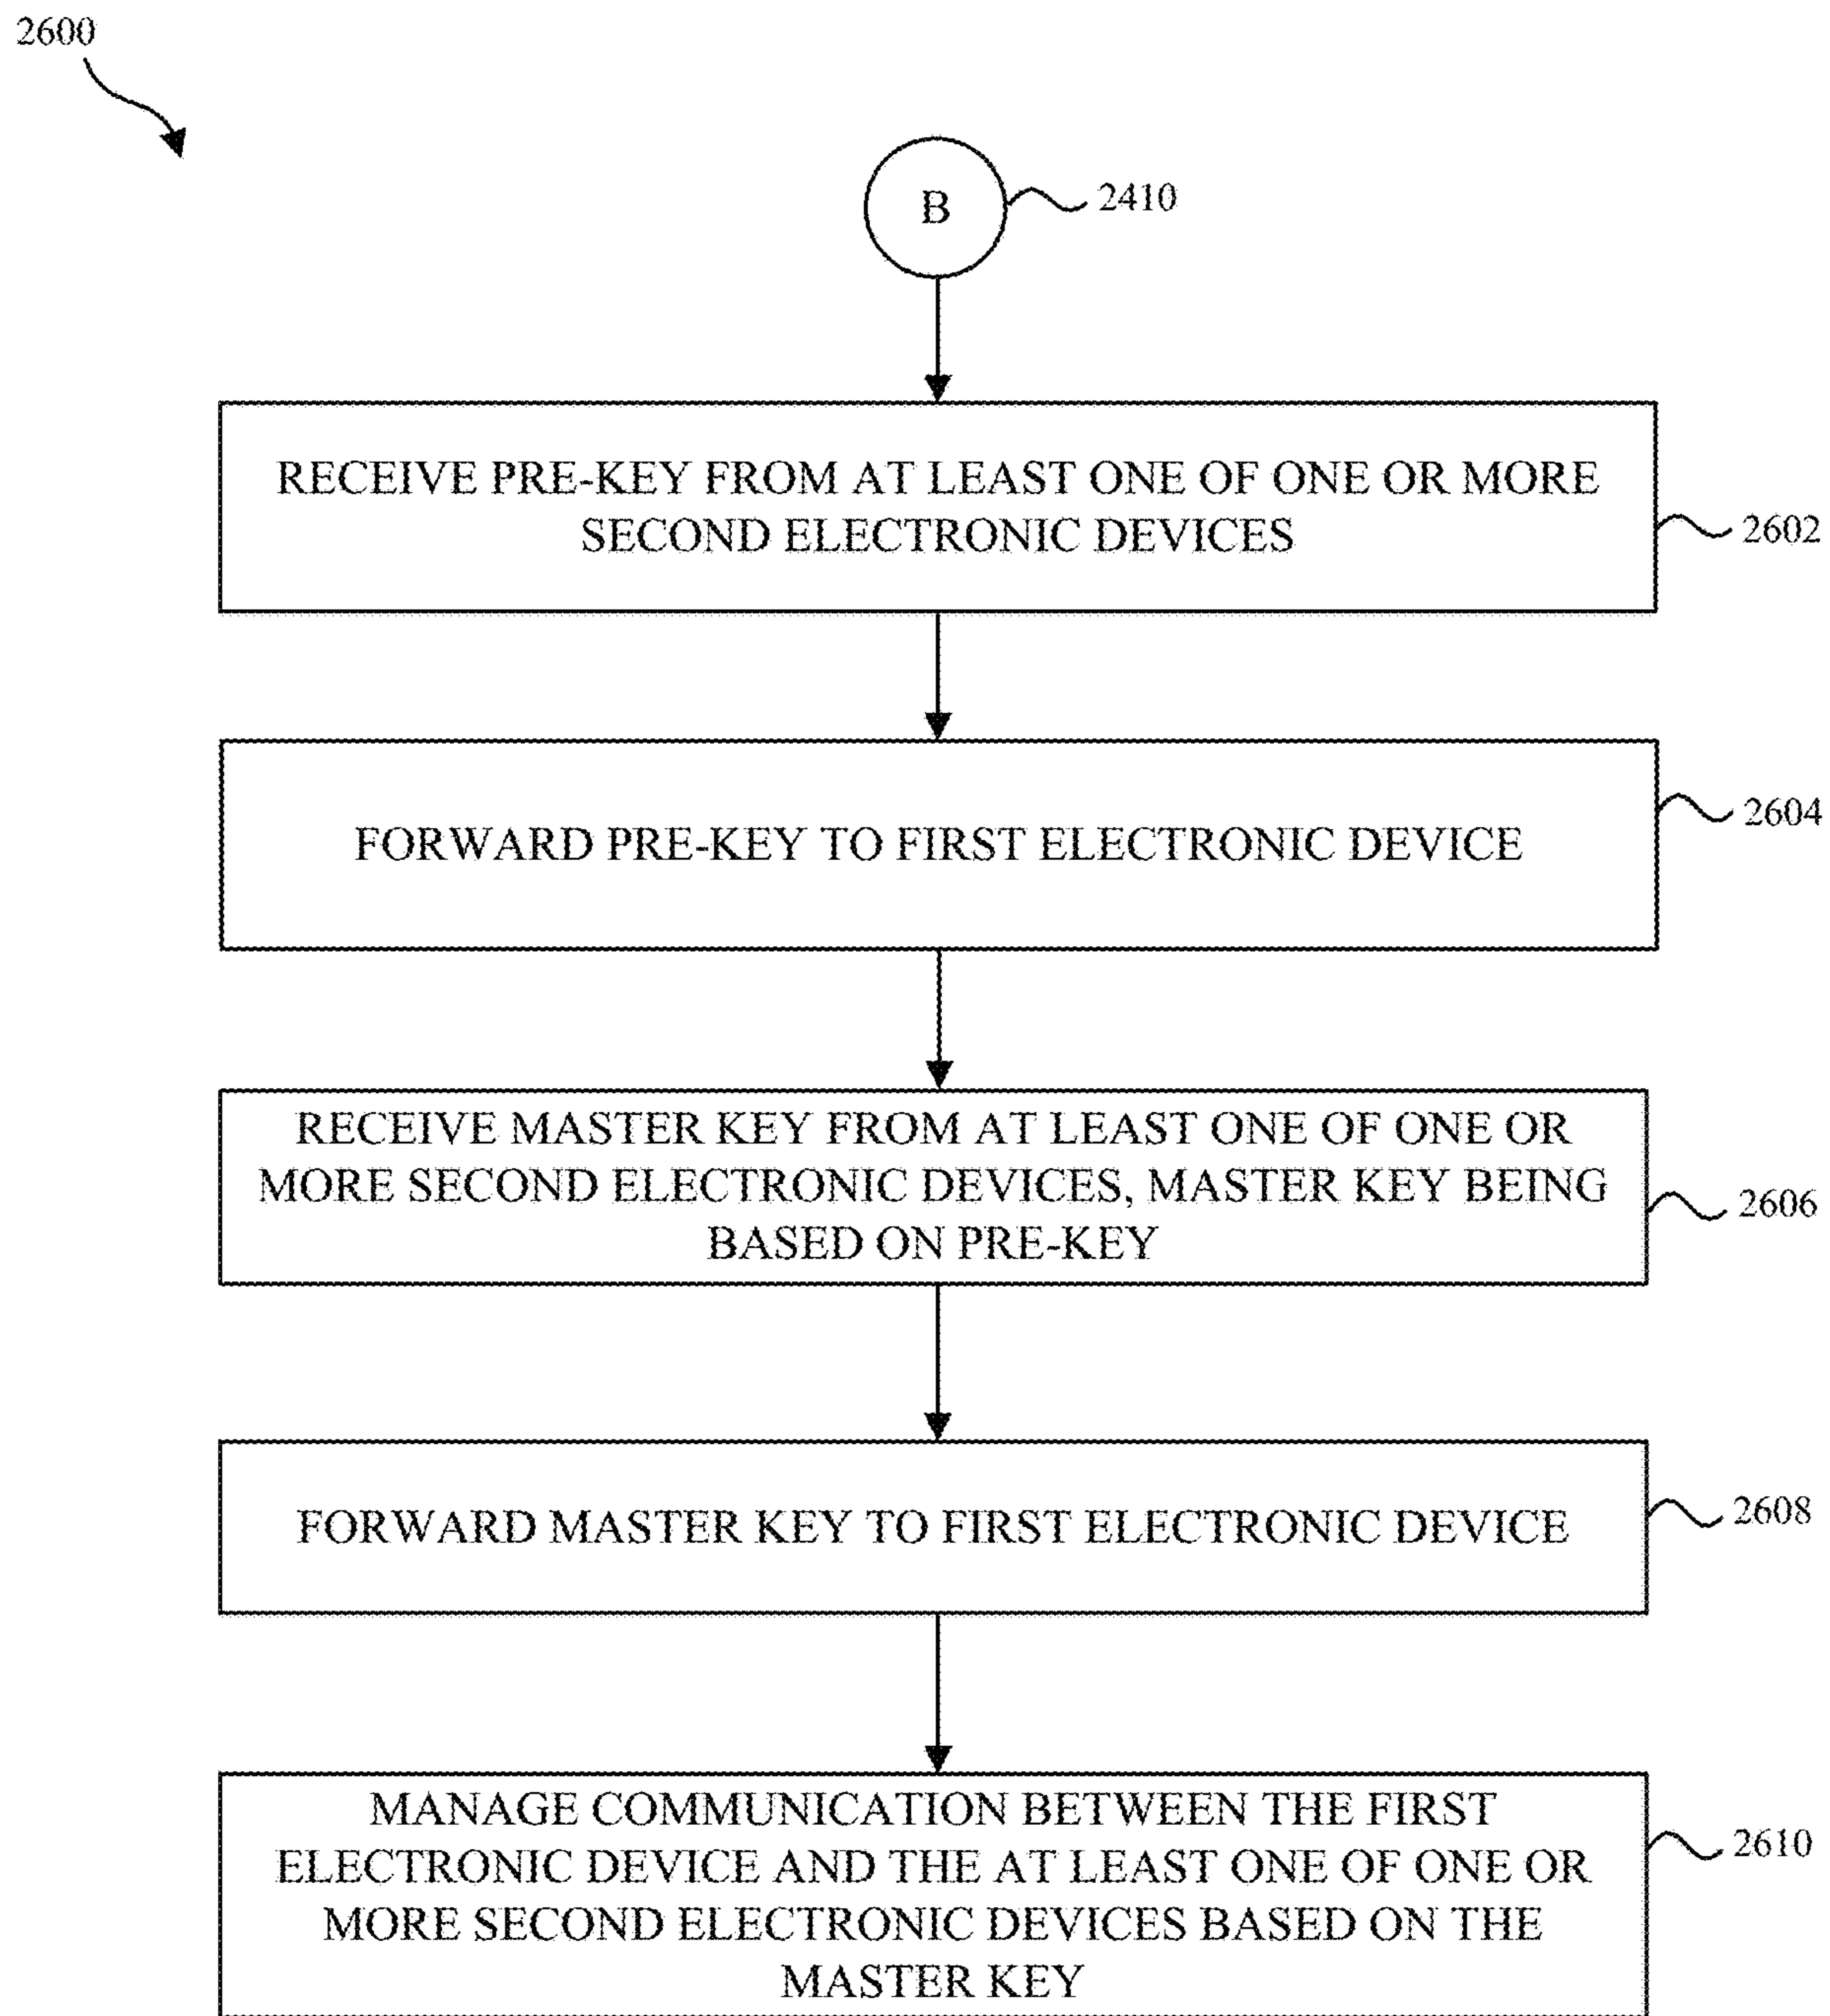 2600
B
2410
RECEIVE PRE-KEY FROM AT LEAST ONE OF ONE OR MORE
SECOND ELECTRONIC DEVICES
2602
FORWARD PRE-KEY TO FIRST ELECTRONIC DEVICE
2604
RECEIVE MASTER KEY FROM AT LEAST ONE OF ONE OR
MORE SECOND ELECTRONIC DEVICES, MASTER KEY BEING
BASED ON PRE-KEY
2606
FORWARD MASTER KEY TO FIRST ELECTRONIC DEVICE
2608
MANAGE COMMUNICATION BETWEEN THE FIRST
ELECTRONIC DEVICE AND THE AT LEAST ONE OF ONE OR
MORE SECOND ELECTRONIC DEVICES BASED ON THE
MASTER KEY
2610